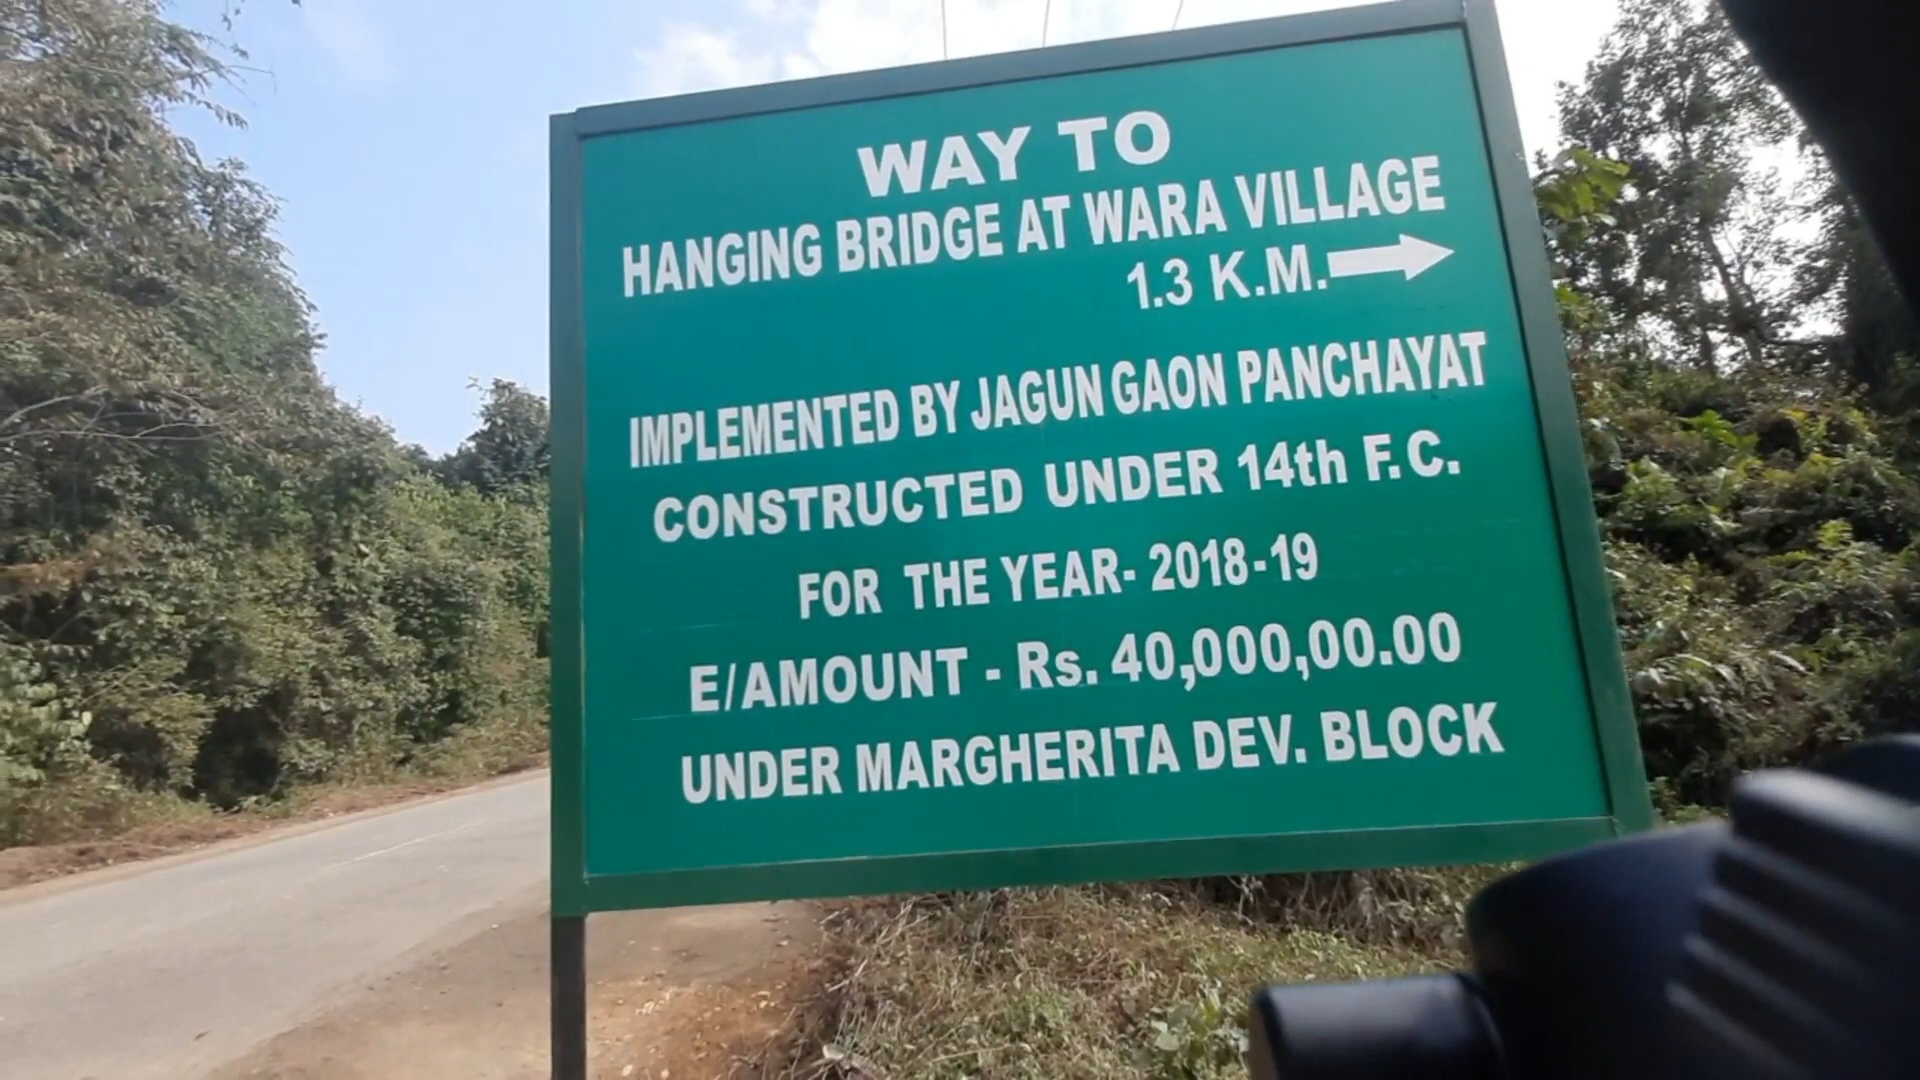 WAY TO
HANGING BRIDGE AT WARA VILLAGE
1.3 K.M.
IMPLEMENTED BY JAGUN GAON PANCHAYAT
CONSTRUCTED UNDER 14th F.C.
FOR THE YEAR- 2018-19
E/AMOUNT - Rs. 40,000,00.00
UNDER MARGHERITA DEV. BLOCK